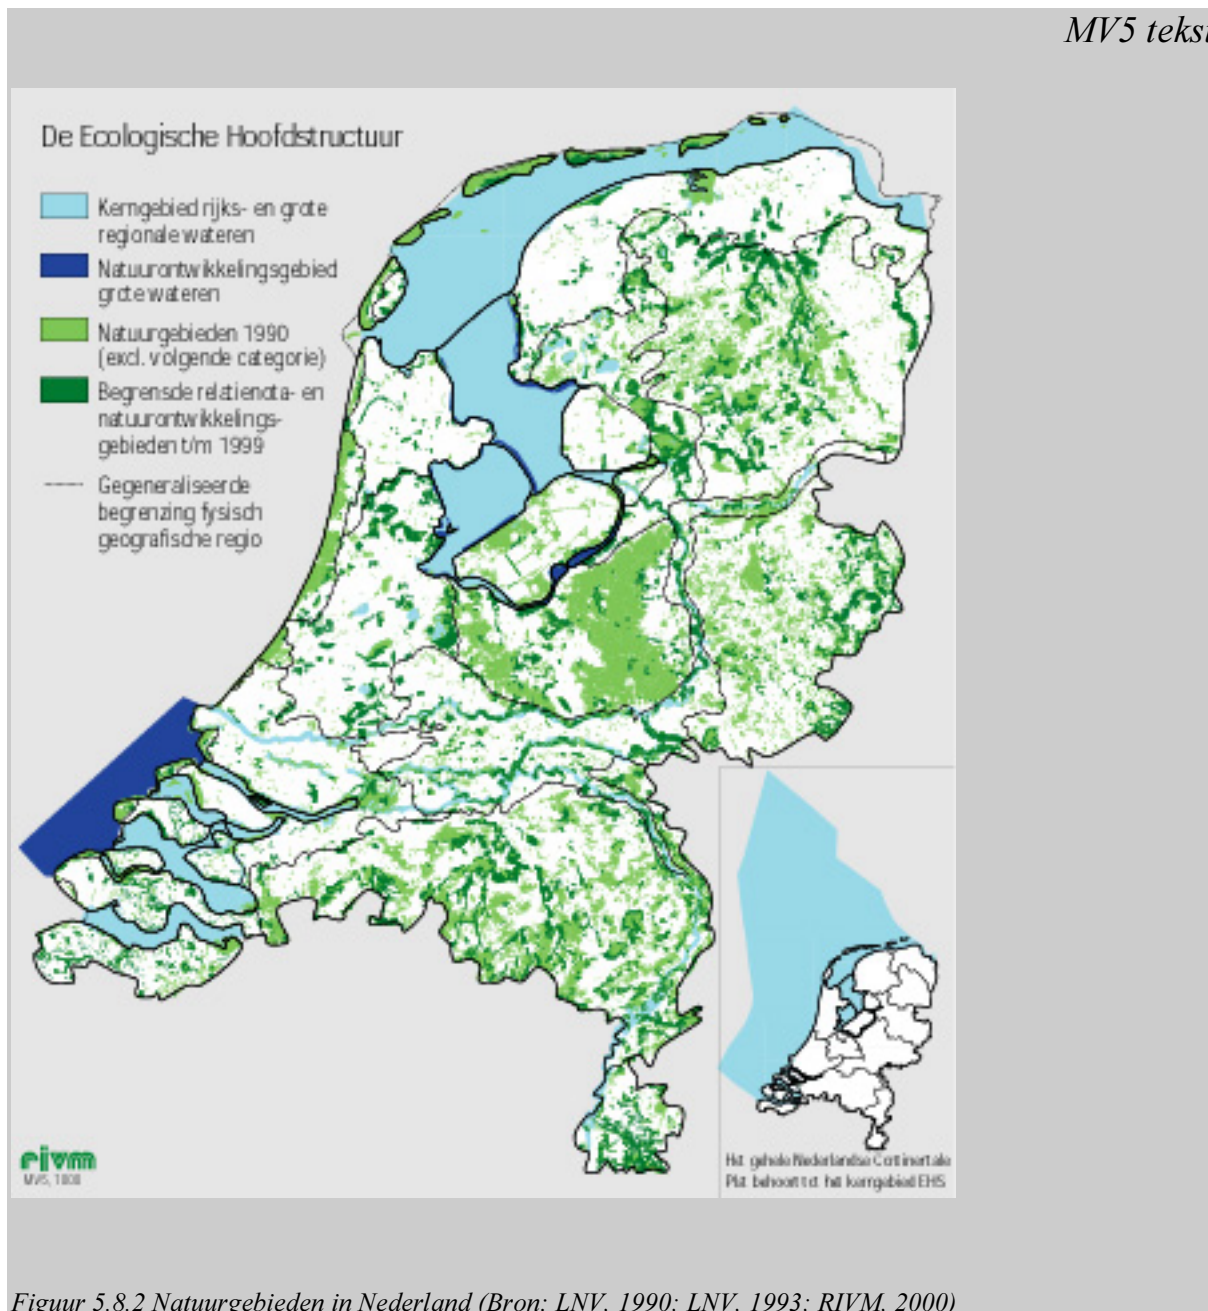 MV5 tekst
De Ecologische Hoofdstructuur
Kerngebied rijks- en grote
regionale wateren
Natuurontwikkelingsgebied
grote wateren
Natuurgebieden 1990
(excl. volgende categorie)
Begrensde relatienota- en
natuurontwikkelings-
gebieden t/m 1999
Gegeneraliseerde
begrenzing fysisch
geografische regio
Het gehele Nederlandse Continentale
Plat behoort tot het kerngebied EHS
rivm
Figuur 5.8.2 Natuurgebieden in Nederland (Bron: LNV, 1990; LNV, 1993; RIVM, 2000)